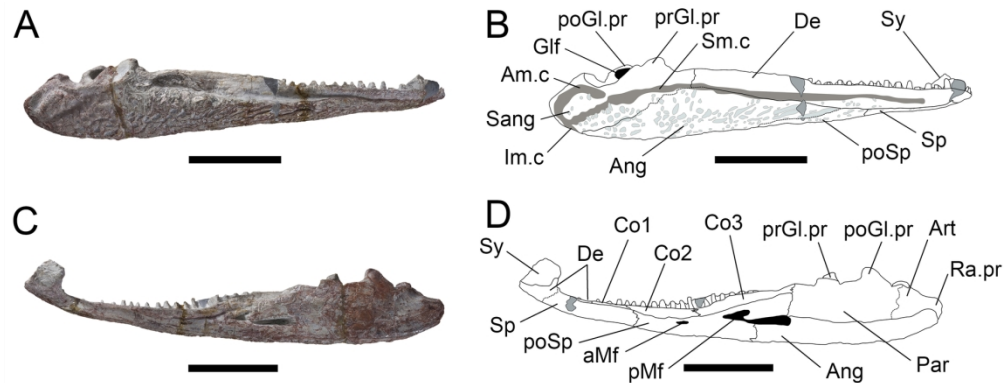 A
B
poGl.pr
prGl.pr
Glf
Sm.c
De
Sy
Am.c
Sang
Im.c
Ang
poSp
Sp
C
D
Sy
De
Co1
Co2
Co3
prGl.pr
poGl.pr
Art
Ra.pr
Sp
poSp
aMf
pMf
Ang
Par